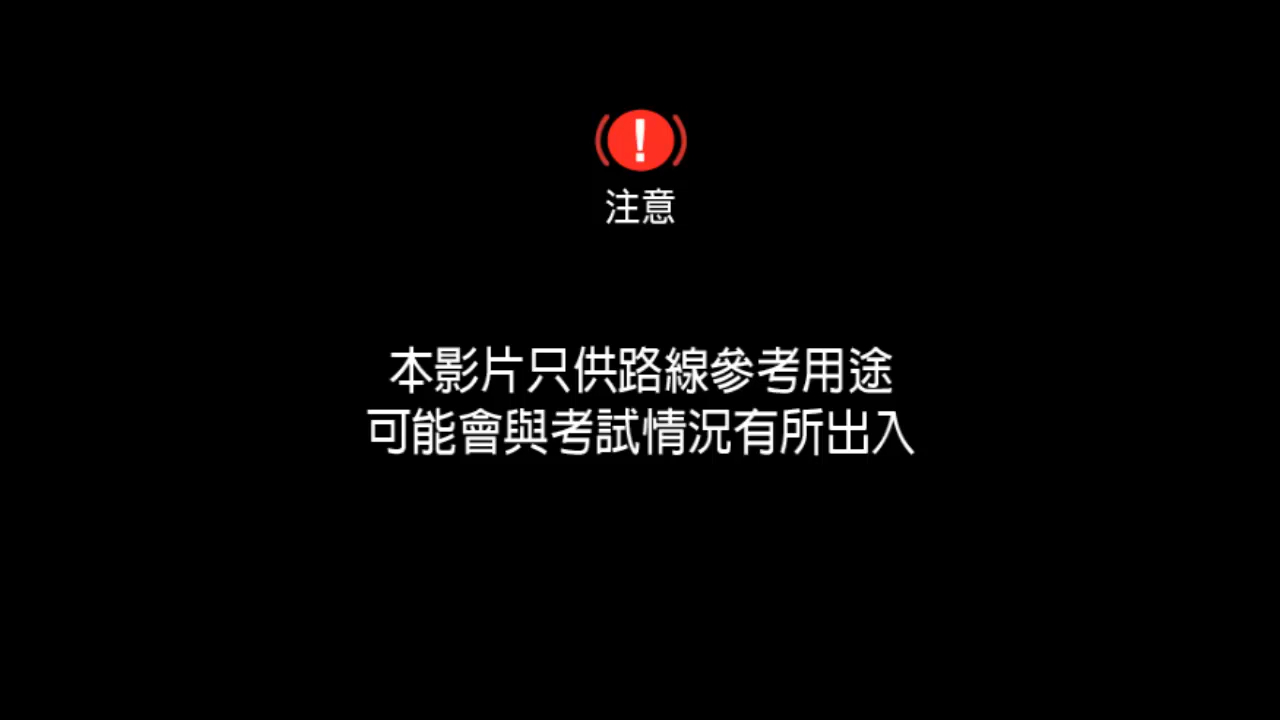 注意
本影片只供路線參考用途
可能會與考試情況有所出入